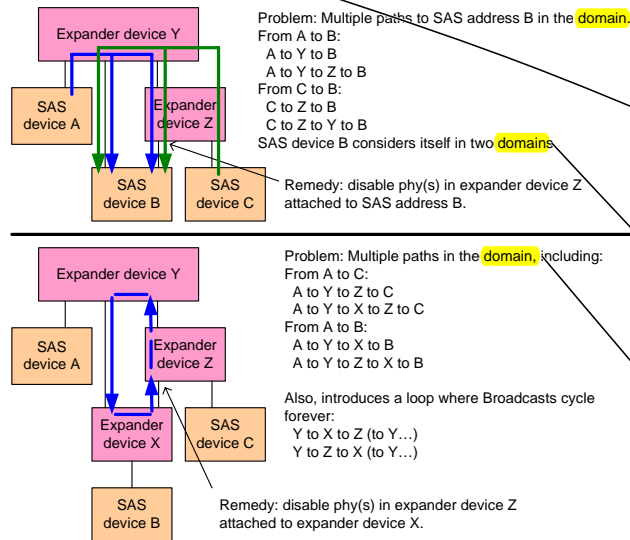 Expander device Y
SAS
device A
Expander
device Z
SAS
device B
SAS
device C
Problem: Multiple paths to SAS address B in the domain.
From A to B:
A to Y to B
A to Y to Z to B
From C to B:
C to Z to B
C to Z to Y to B
SAS device B considers itself in two domains
Remedy: disable phy(s) in expander device Z
attached to SAS address B.
Expander device Y
SAS
device A
Expander
device Z
Expander
device X
SAS
device C
SAS
device B
Problem: Multiple paths in the domain, including:
From A to C:
A to Y to Z to C
A to Y to X to Z to C
From A to B:
A to Y to X to B
A to Y to Z to X to B
Also, introduces a loop where Broadcasts cycle
forever:
Y to X to Z (to Y...)
Y to Z to X (to Y...)
Remedy: disable phy(s) in expander device Z
attached to expander device X.